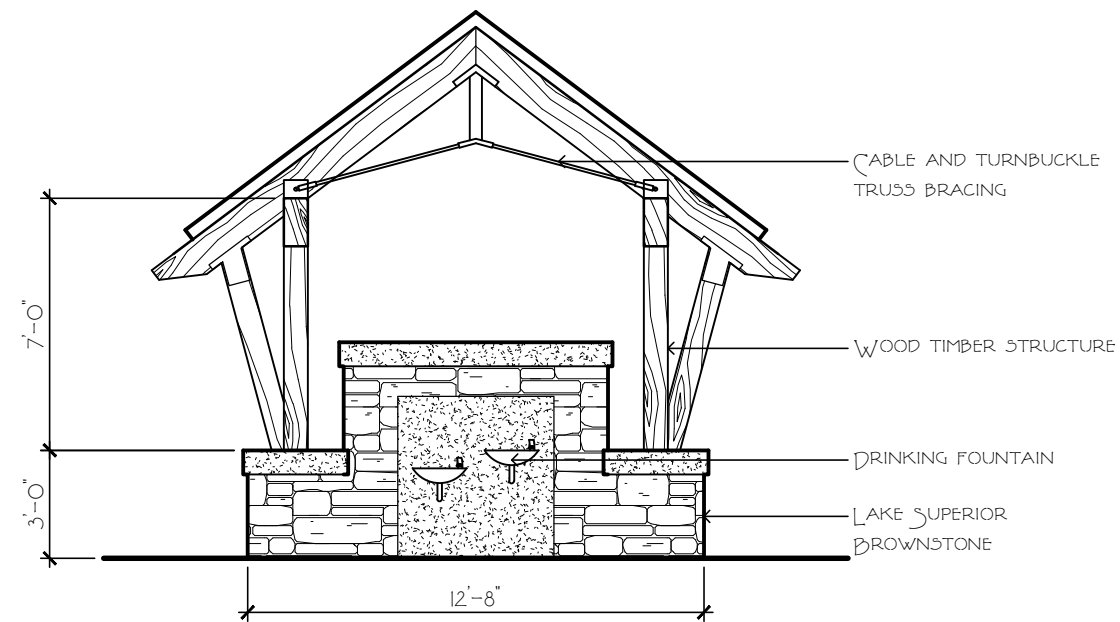 CABLE AND TURNBUCKLE
TRUSS BRACING
7'-0"
WOOD TIMBER STRUCTURE
DRINKING FOUNTAIN
3'-0"
LAKE SUPERIOR
BROWNSTONE
12'-8"